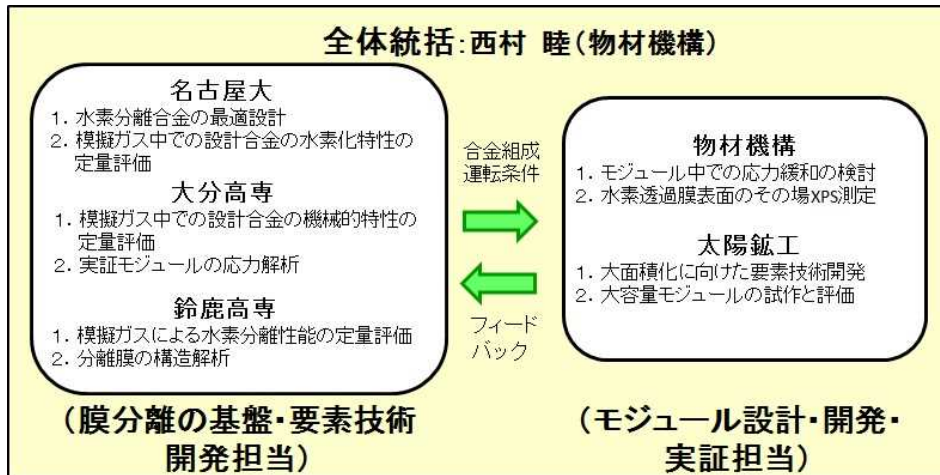 全体統括:西村 睦(物材機構)
名古屋大
1. 水素分離合金の最適設計
2. 模擬ガス中での設計合金の水素化特性の
定量評価
大分高専
1. 模擬ガス中での設計合金の機械的特性の
定量評価
2. 実証モジュールの応力解析
鈴鹿高専
1. 模擬ガスによる水素分離性能の定量評価
2. 分離膜の構造解析
(膜分離の基盤・要素技術
開発担当)
合金組成
運転条件
フィード
バック
物材機構
1. モジュール中での応力緩和の検討
2. 水素透過膜表面のその場XPS測定
太陽鉱工
1. 大面積化に向けた要素技術開発
2. 大容量モジュールの試作と評価
(モジュール設計・開発・
実証担当)